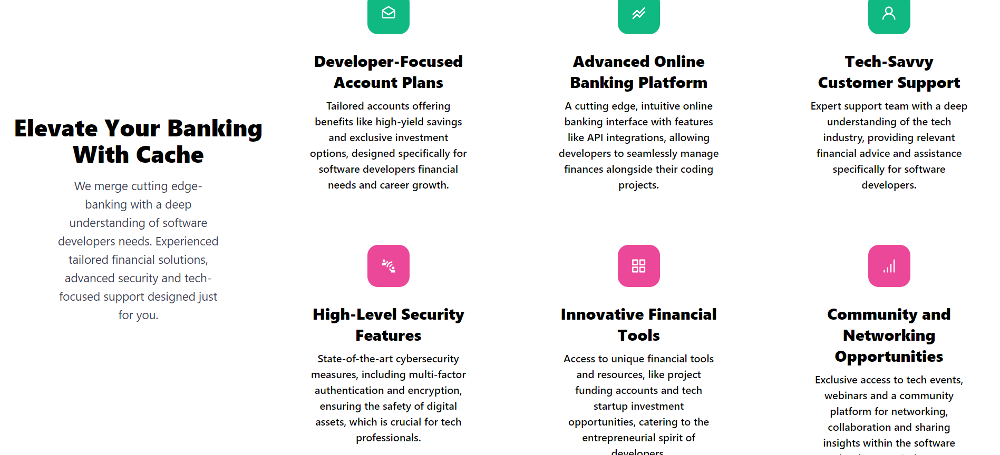 Elevate Your Banking
With Cache
We merge cutting edge-
banking with a deep
understanding of software
developers needs. Experienced
tailored financial solutions,
advanced security and tech-
focused support designed just
for you.
Developer-Focused
Account Plans
Tailored accounts offering
benefits like high-yield savings
and exclusive investment
options, designed specifically for
software developers financial
needs and career growth.
Advanced Online
Banking Platform
A cutting edge, intuitive online
banking interface with features
like API integrations, allowing
developers to seamlessly manage
finances alongside their coding
projects.
Tech-Savvy
Customer Support
Expert support team with a deep
understanding of the tech
industry, providing relevant
financial advice and assistance
specifically for software
developers.
High-Level Security
Features
State-of-the-art cybersecurity
measures, including multi-factor
authentication and encryption,
ensuring the safety of digital
assets, which is crucial for tech
professionals.
Innovative Financial
Tools
Access to unique financial tools
and resources, like project
funding accounts and tech
startup investment
opportunities, catering to the
entrepreneurial spirit of
developers
Community and
Networking
Opportunities
Exclusive access to tech events,
webinars and a community
platform for networking,
collaboration and sharing
insights within the software